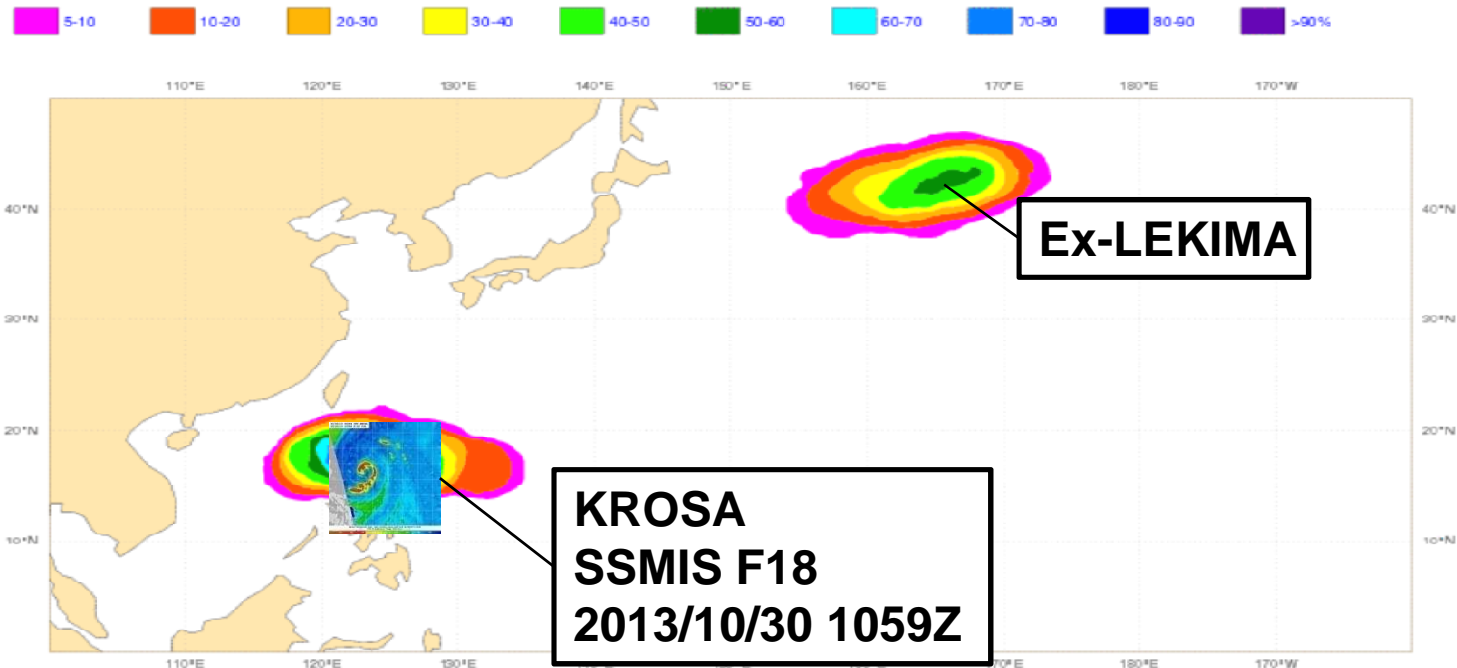 5-10 10-20 20-30 30-40 40-50 50-60 60-70 70-80 80-90 >90%
110°E 120°E 130°E 140°E 150°E 160°E 170°E 180°E 170°W
40°N 40°N
Ex-LEKIMA
30°N 30°N
20°N 20°N
KROSA
SSMIS F18
2013/10/30 1059Z
10°N 10°N
110°E 120°E 130°E 170°E 180°E 170°W